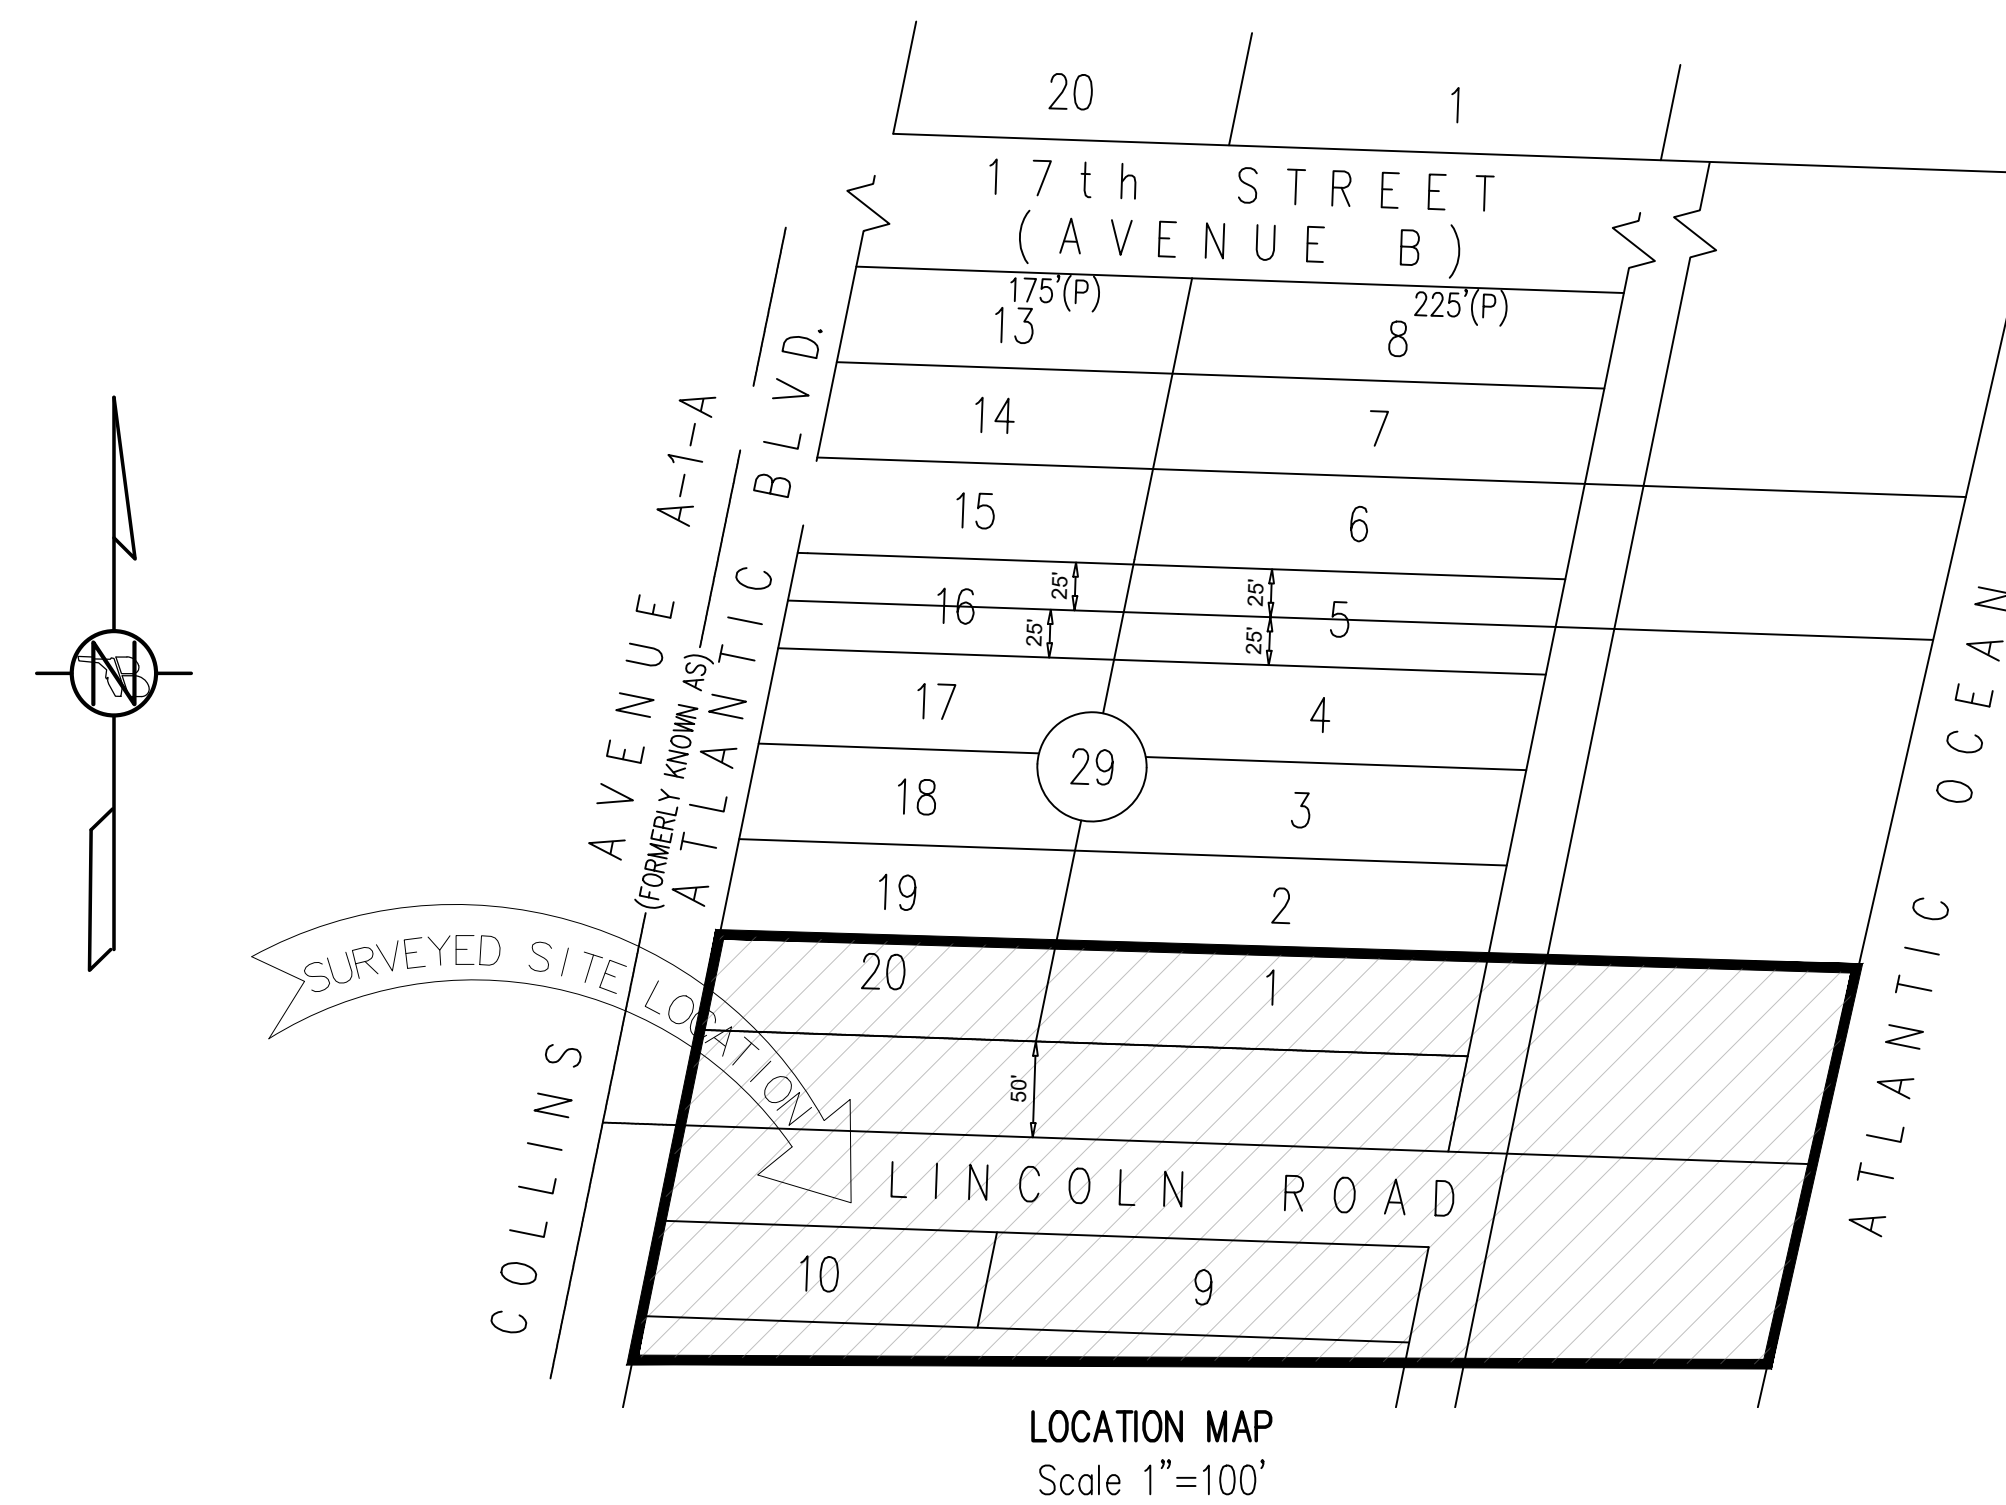 20
1
17th STREET
(AVENUE B)
175'(P)
225'(P)
13
8
14
7
15
6
16
25'
25'
5
25'
25'
17
4
29
18
3
19
2
20
1
50'
LINCOLN ROAD
10
9
COLLINS AVENUE A-1-A
(FORMERLY KNOWN AS)
ATLANTIC BLVD.
ATLANTIC OCEAN
SURVEYED SITE LOCATION
N
LOCATION MAP
Scale 1"=100'